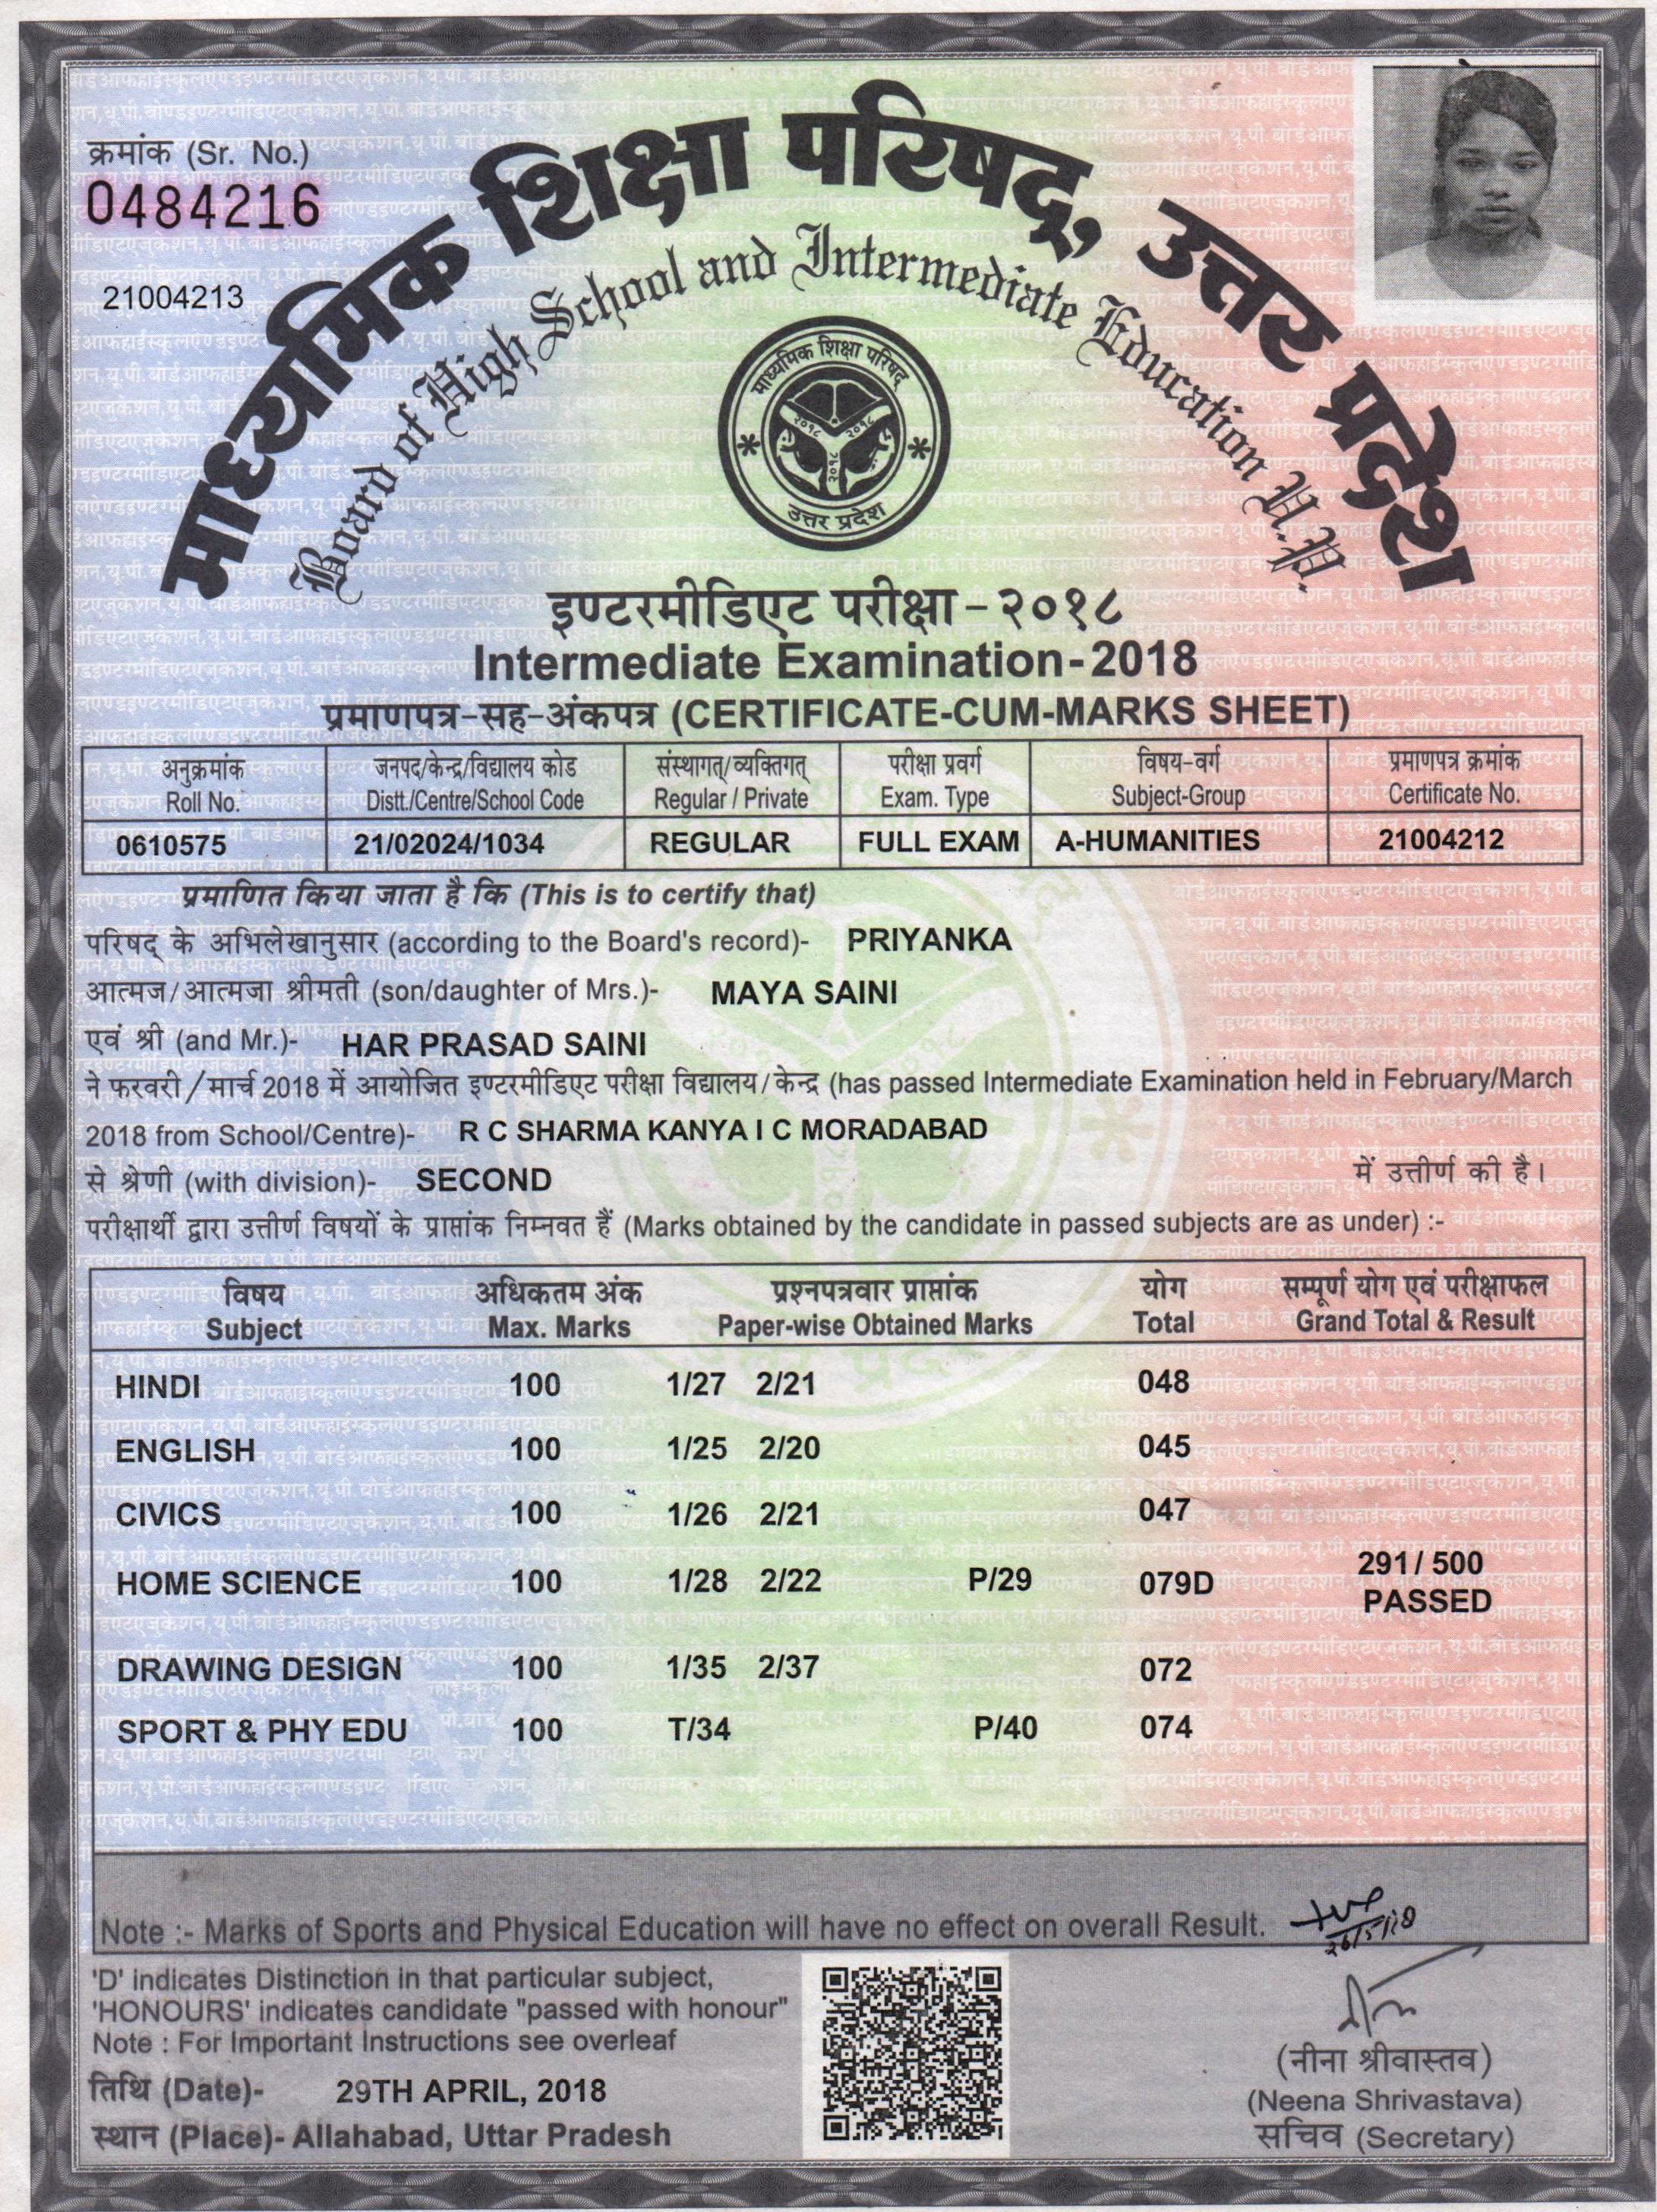 क्रमांक (Sr. No.)
0484216
21004213
माध्यमिक शिक्षा परिषद्, उत्तर प्रदेश
Board of High School and Intermediate Education U.P.
माध्यमिक शिक्षा परिषद्
२०१८ २०१८
२०१८
उत्तर प्रदेश
इण्टरमीडिएट परीक्षा - २०१८
Intermediate Examination- 2018
प्रमाणपत्र-सह-अंकपत्र (CERTIFICATE-CUM-MARKS SHEET)
अनुक्रमांक जनपद/केन्द्र/विद्यालय कोड संस्थागत्/व्यक्तिगत् परीक्षा प्रवर्ग विषय-वर्ग प्रमाणपत्र क्रमांक
Roll No. Distt./Centre/School Code Regular / Private Exam. Type Subject-Group Certificate No.
0610575 21/02024/1034 REGULAR FULL EXAM A-HUMANITIES 21004212
प्रमाणित किया जाता है कि (This is to certify that)
परिषद् के अभिलेखानुसार (according to the Board's record)- PRIYANKA
आत्मज/आत्मजा श्रीमती (son/daughter of Mrs.)- MAYA SAINI
एवं श्री (and Mr.)- HAR PRASAD SAINI
ने फरवरी/मार्च 2018 में आयोजित इण्टरमीडिएट परीक्षा विद्यालय/केन्द्र (has passed Intermediate Examination held in February/March
2018 from School/Centre)- R C SHARMA KANYA I C MORADABAD
से श्रेणी (with division)- SECOND में उत्तीर्ण की है।
परीक्षार्थी द्वारा उत्तीर्ण विषयों के प्राप्तांक निम्नवत हैं (Marks obtained by the candidate in passed subjects are as under) :-
विषय अधिकतम अंक प्रश्नपत्रवार प्राप्तांक योग सम्पूर्ण योग एवं परीक्षाफल
Subject Max. Marks Paper-wise Obtained Marks Total Grand Total & Result
HINDI 100 1/27 2/21 048
ENGLISH 100 1/25 2/20 045
CIVICS 100 1/26 2/21 047
HOME SCIENCE 100 1/28 2/22 P/29 079D 291/ 500
PASSED
DRAWING DESIGN 100 1/35 2/37 072
SPORT & PHY EDU 100 T/34 P/40 074
Note :- Marks of Sports and Physical Education will have no effect on overall Result.
26/5/18
'D' indicates Distinction in that particular subject,
'HONOURS' indicates candidate "passed with honour"
Note : For Important Instructions see overleaf
तिथि (Date)- 29TH APRIL, 2018
स्थान (Place)- Allahabad, Uttar Pradesh
(नीना श्रीवास्तव)
(Neena Shrivastava)
सचिव (Secretary)